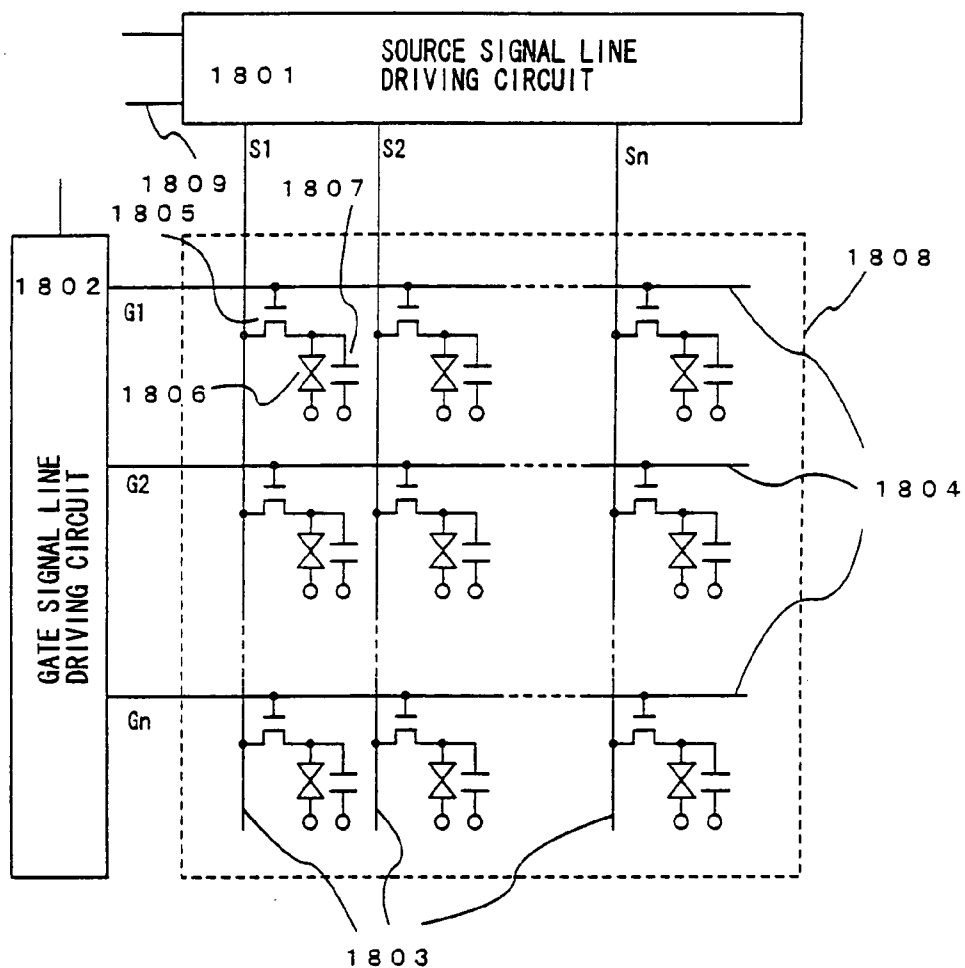 SOURCE SIGNAL LINE
DRIVING CIRCUIT
1801
S1
S2
Sn
1809
1807
1805
1808
1802
G1
1806
GATE SIGNAL LINE
DRIVING CIRCUIT
G2
1804
Gn
1803